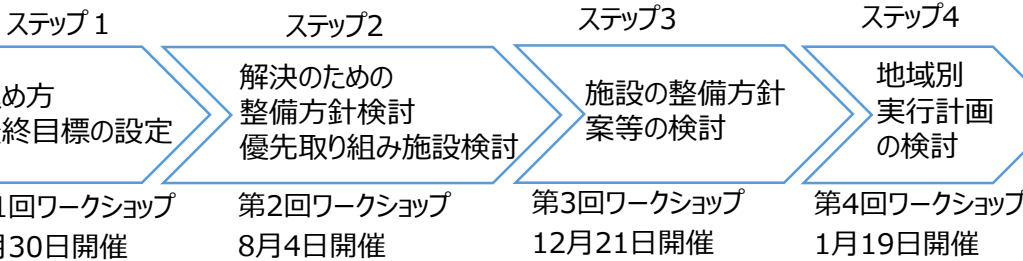 ステップ１
め方
終目標の設定
1回ワークショップ
月30日開催
ステップ2
解決のための
整備方針検討
優先取り組み施設検討
第2回ワークショップ
8月4日開催
ステップ3
施設の整備方針
案等の検討
第3回ワークショップ
12月21日開催
ステップ4
地域別
実行計画
の検討
第4回ワークショップ
1月19日開催